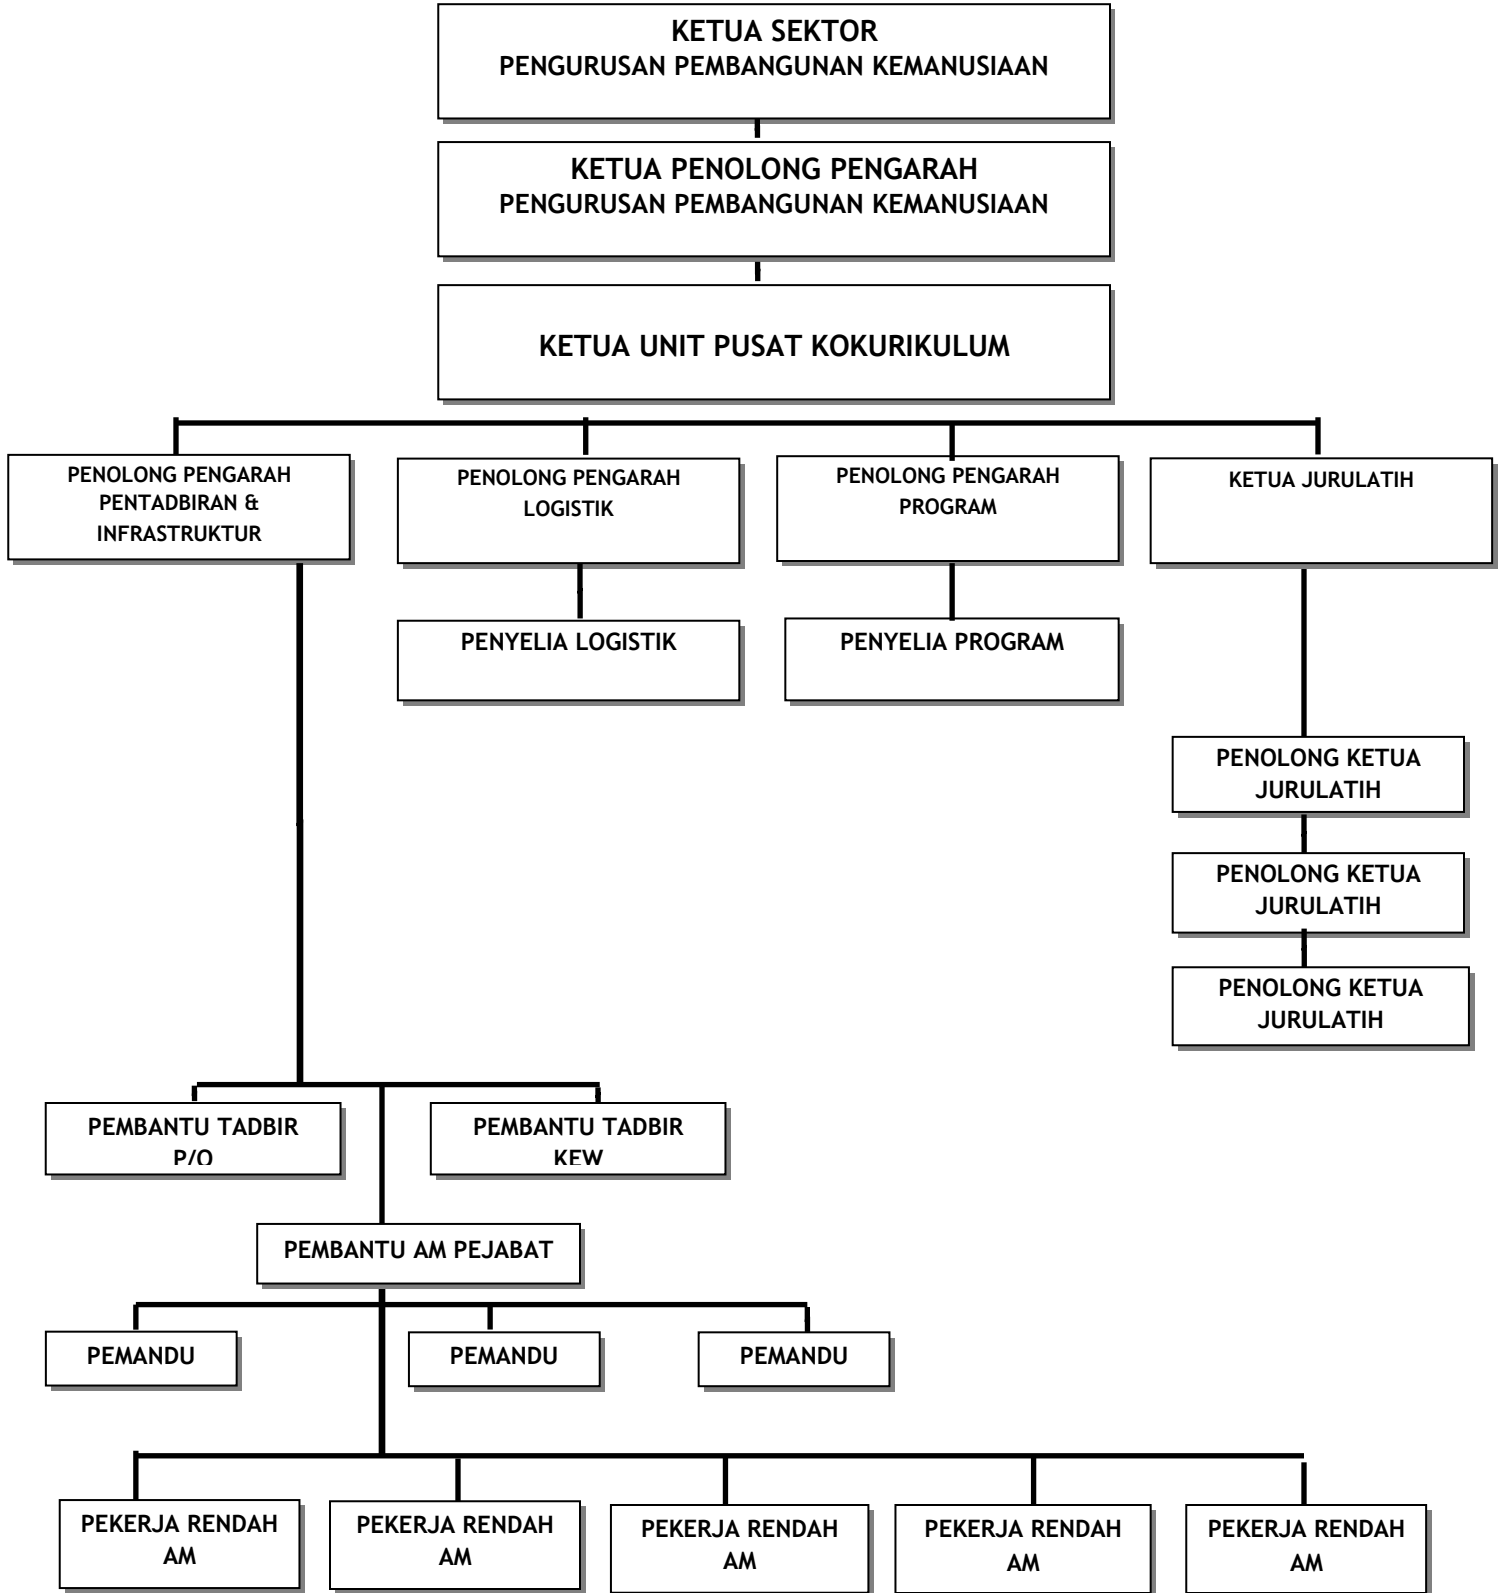 KETUA SEKTOR
PENGURUSAN PEMBANGUNAN KEMANUSIAAN
KETUA PENOLONG PENGARAH
PENGURUSAN PEMBANGUNAN KEMANUSIAAN
KETUA UNIT PUSAT KOKURIKULUM
PENOLONG PENGARAH
PENTADBIRAN &
INFRASTRUKTUR
PENOLONG PENGARAH
LOGISTIK
PENOLONG PENGARAH
PROGRAM
KETUA JURULATIH
PENYELIA LOGISTIK
PENYELIA PROGRAM
PENOLONG KETUA
JURULATIH
PENOLONG KETUA
JURULATIH
PENOLONG KETUA
JURULATIH
PEMBANTU TADBIR
P/O
PEMBANTU TADBIR
KEW
PEMBANTU AM PEJABAT
PEMANDU
PEMANDU
PEMANDU
PEKERJA RENDAH
AM
PEKERJA RENDAH
AM
PEKERJA RENDAH
AM
PEKERJA RENDAH
AM
PEKERJA RENDAH
AM